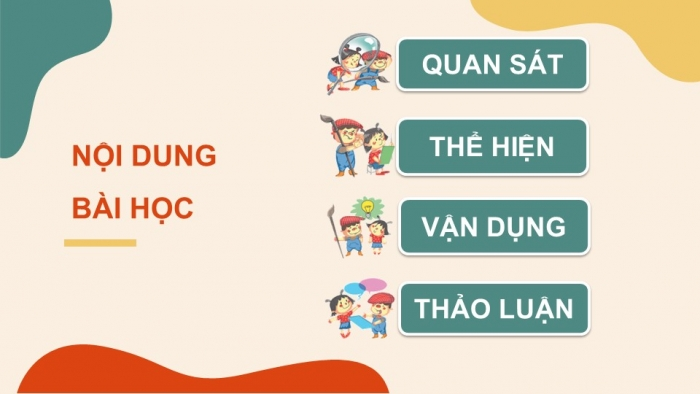 NỘI DUNG
BÀI HỌC
QUAN SÁT
THỂ HIỆN
VẬN DỤNG
THẢO LUẬN